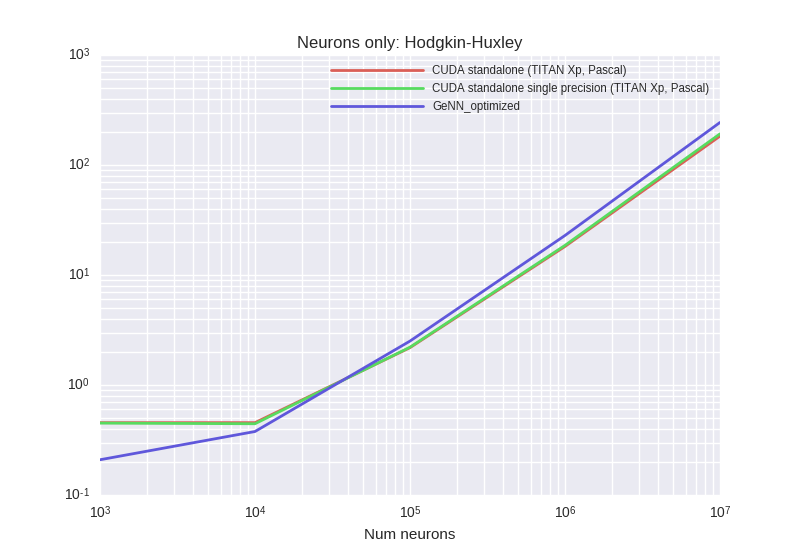 Neurons only: Hodgkin-Huxley
10³
CUDA standalone (TITAN Xp, Pascal)
CUDA standalone single precision (TITAN Xp, Pascal)
GeNN_optimized
10²
10¹
10⁰
10⁻¹
10³ 10⁴ 10⁵ 10⁶ 10⁷
Num neurons